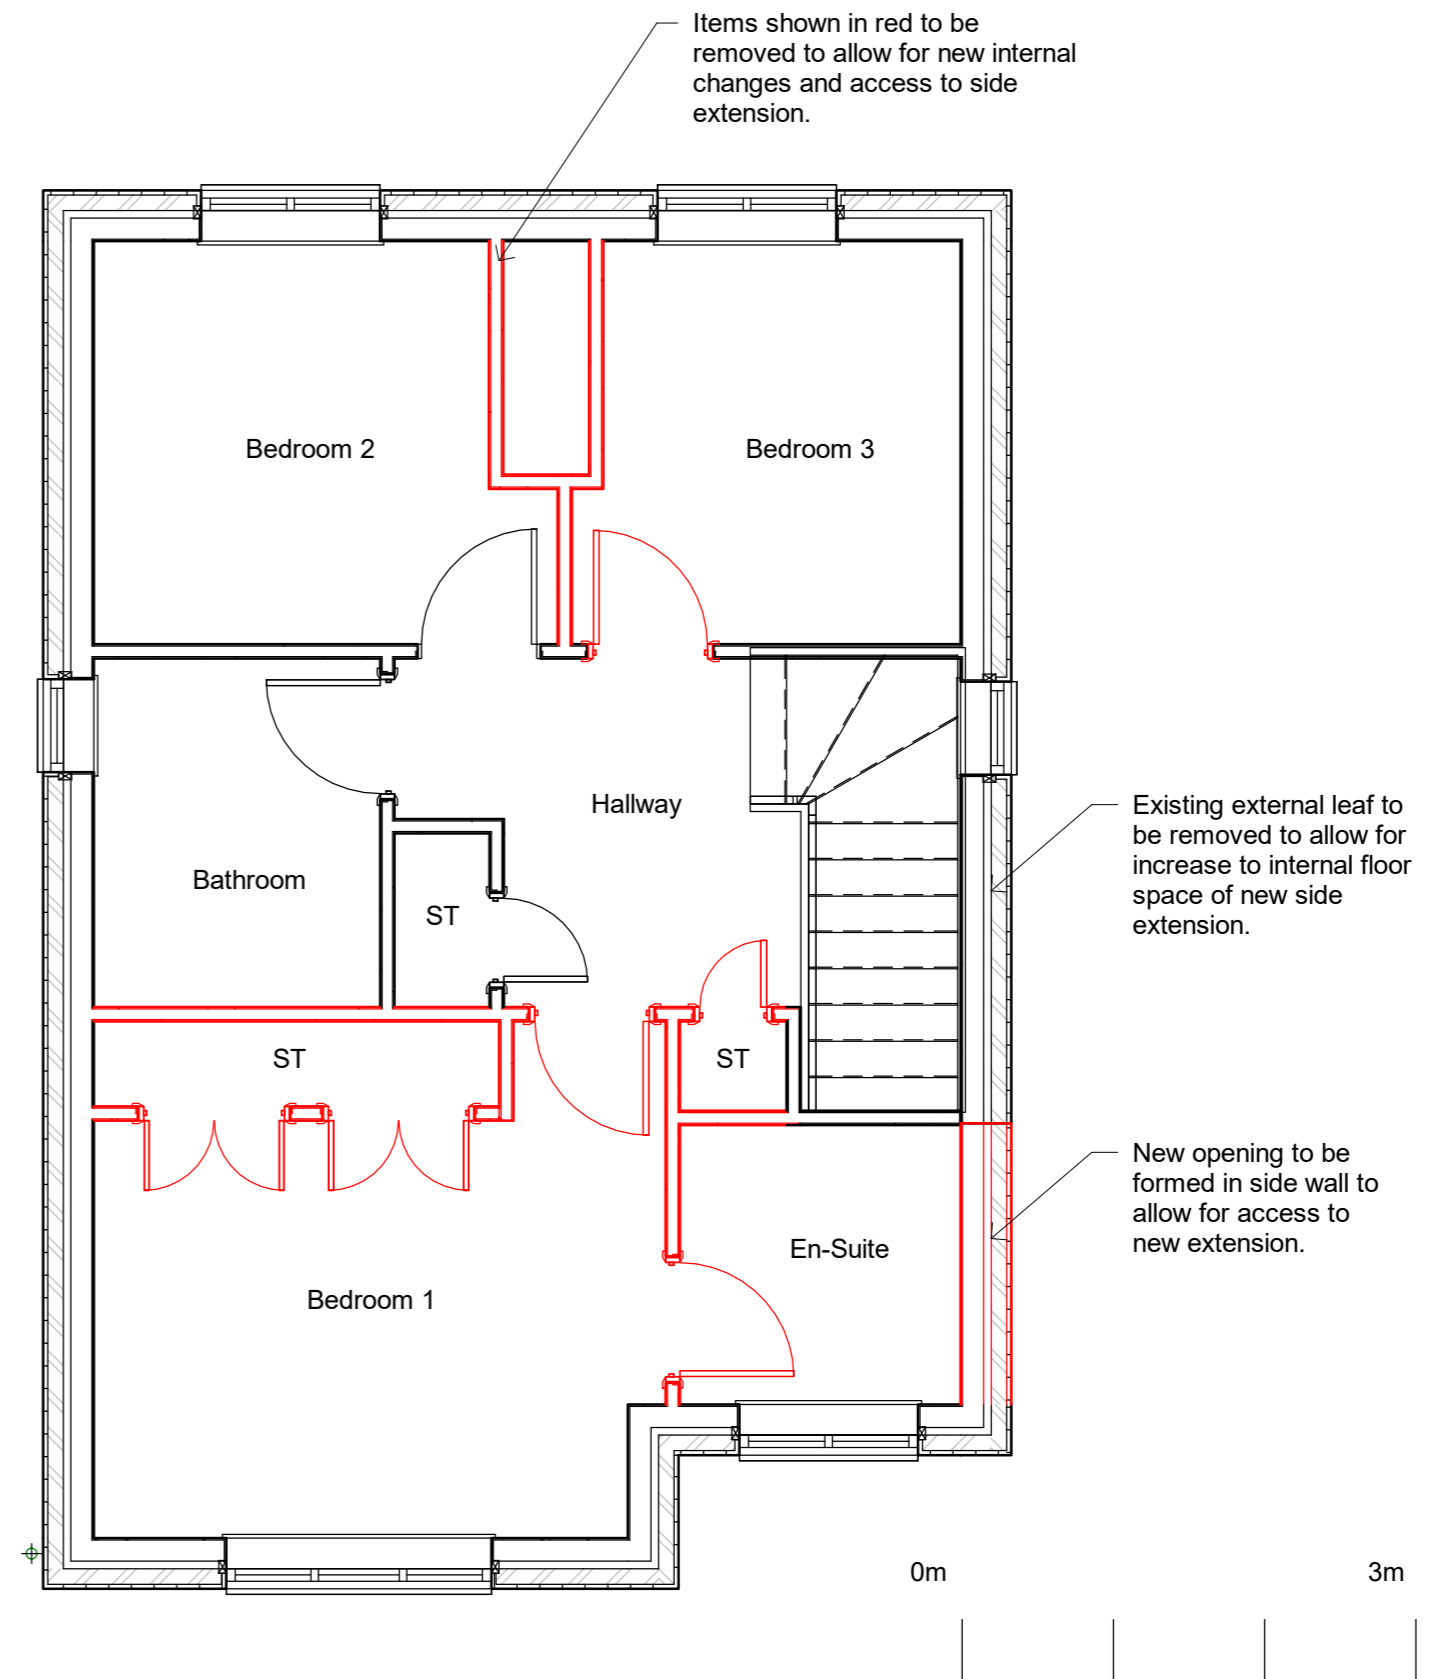 Items shown in red to be
removed to allow for new internal
changes and access to side
extension.
Bedroom 2
Bedroom 3
Hallway
Existing external leaf to
be removed to allow for
increase to internal floor
space of new side
extension.
Bathroom
ST
ST
ST
New opening to be
formed in side wall to
allow for access to
new extension.
En-Suite
Bedroom 1
0m
3m